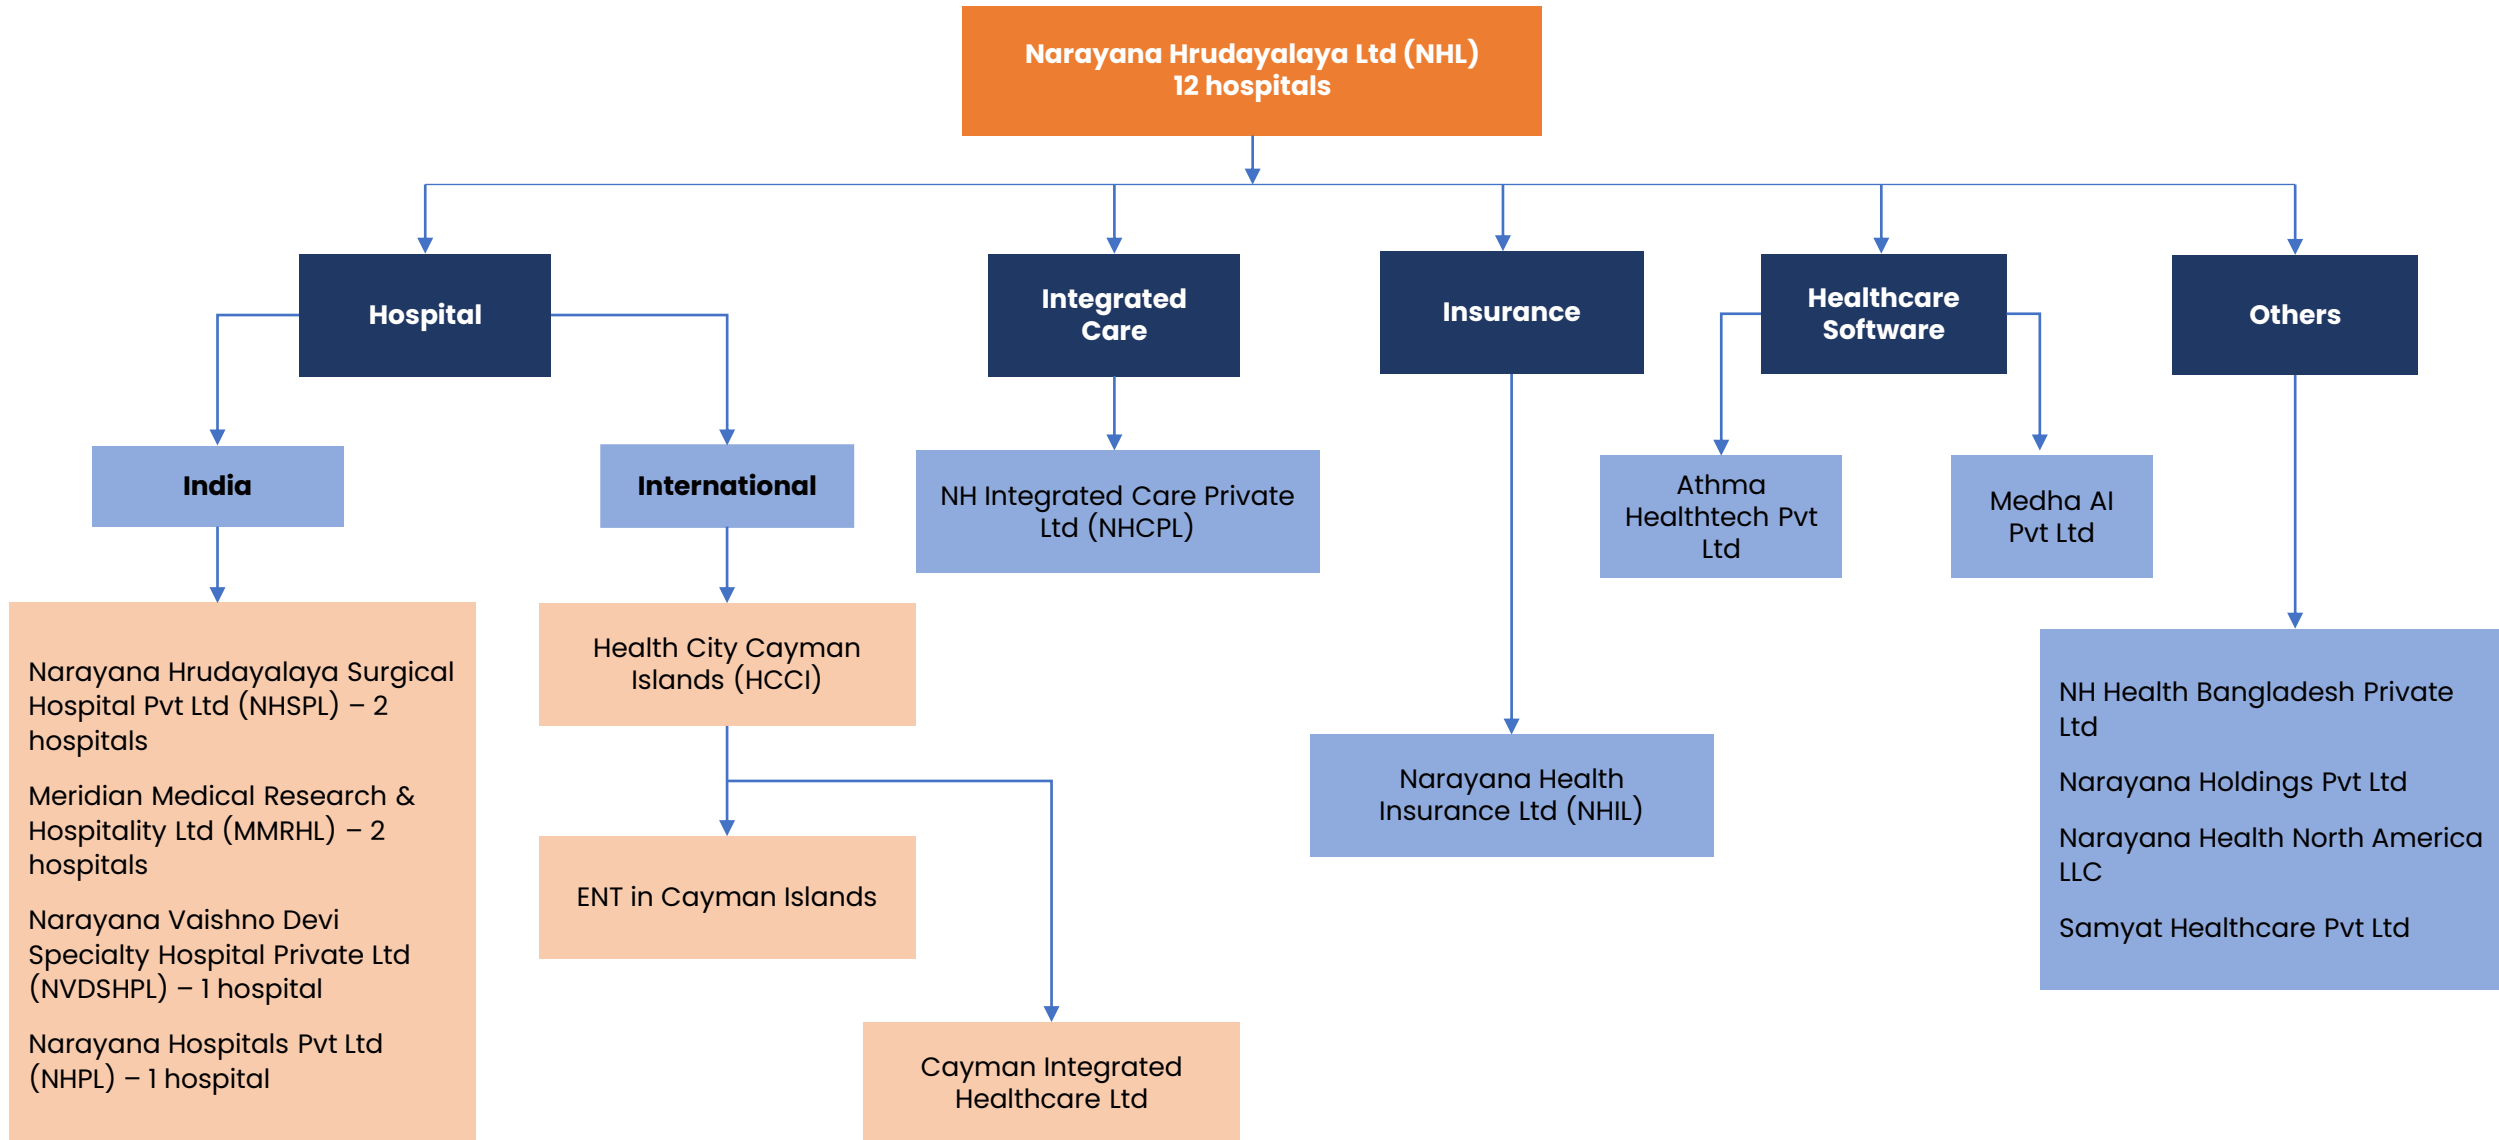 Narayana Hrudayalaya Ltd (NHL)
12 hospitals
Hospital
Integrated
Care
Insurance
Healthcare
Software
Others
India
International
NH Integrated Care Private
Ltd (NHCPL)
Athma
Healthtech Pvt
Ltd
Medha AI
Pvt Ltd
Narayana Hrudayalaya Surgical
Hospital Pvt Ltd (NHSPL) – 2
hospitals
Meridian Medical Research &
Hospitality Ltd (MMRHL) – 2
hospitals
Narayana Vaishno Devi
Specialty Hospital Private Ltd
(NVDSHPL) – 1 hospital
Narayana Hospitals Pvt Ltd
(NHPL) – 1 hospital
Health City Cayman
Islands (HCCI)
ENT in Cayman Islands
Cayman Integrated
Healthcare Ltd
Narayana Health
Insurance Ltd (NHIL)
NH Health Bangladesh Private
Ltd
Narayana Holdings Pvt Ltd
Narayana Health North America
LLC
Samyat Healthcare Pvt Ltd